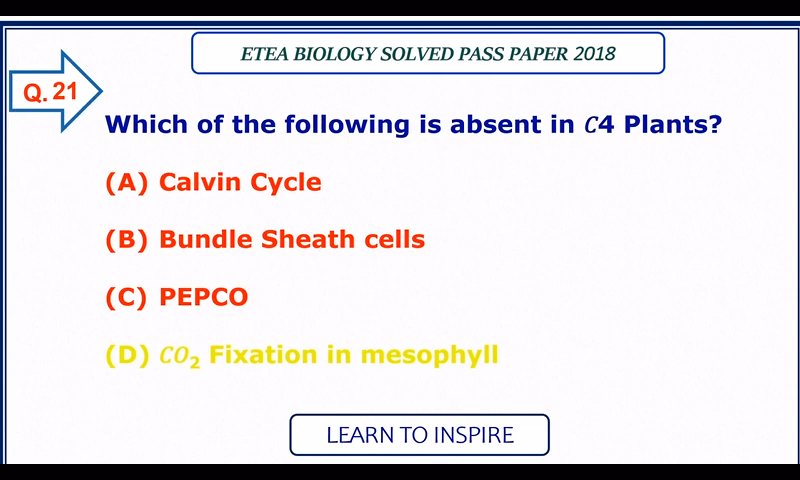 ETEA BIOLOGY SOLVED PASS PAPER 2018
Q. 21
Which of the following is absent in C4 Plants?
(A) Calvin Cycle
(B) Bundle Sheath cells
(C) PEPCO
(D) CO₂ Fixation in mesophyll
LEARN TO INSPIRE